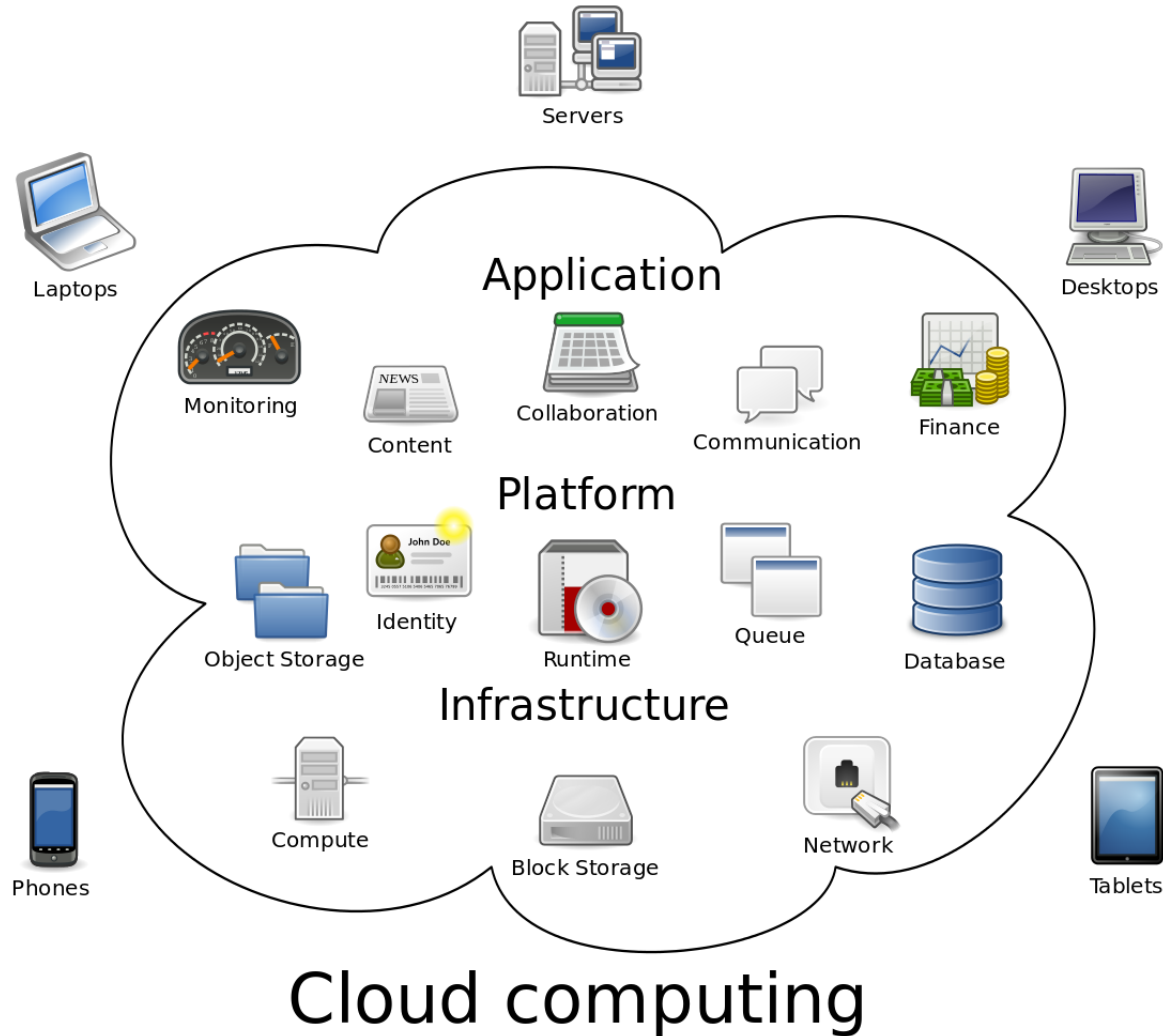 Servers
Laptops
Desktops
Application
Monitoring
NEWS
Content
Collaboration
Communication
Finance
Platform
John Doe
Identity
Object Storage
Runtime
Queue
Database
Infrastructure
Compute
Block Storage
Network
Phones
Tablets
Cloud computing